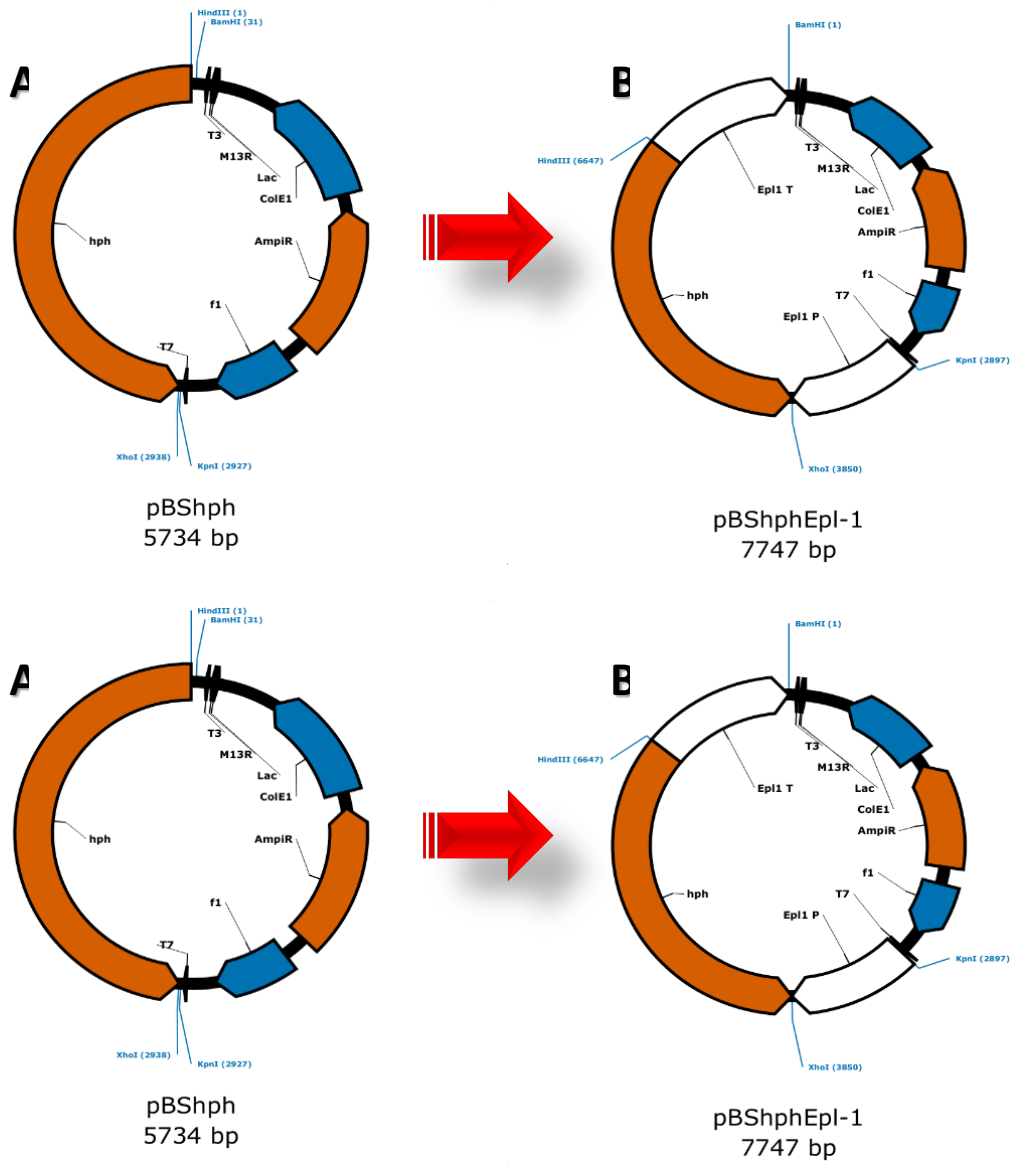 A
HindIII (1)
BamHI (31)
T3
M13R
Lac
ColE1
AmpiR
hph
f1
T7
XhoI (2938)
KpnI (2927)
pBShph
5734 bp
B
BamHI (1)
T3
M13R
HindIII (6647)
Epl1 T
Lac
ColE1
AmpiR
f1
T7
hph
Epl1 P
KpnI (2897)
XhoI (3850)
pBShphEpl-1
7747 bp
A
HindIII (1)
BamHI (31)
T3
M13R
Lac
ColE1
AmpiR
hph
f1
T7
XhoI (2938)
KpnI (2927)
pBShph
5734 bp
B
BamHI (1)
T3
M13R
HindIII (6647)
Epl1 T
Lac
ColE1
AmpiR
f1
T7
hph
Epl1 P
KpnI (2897)
XhoI (3850)
pBShphEpl-1
7747 bp